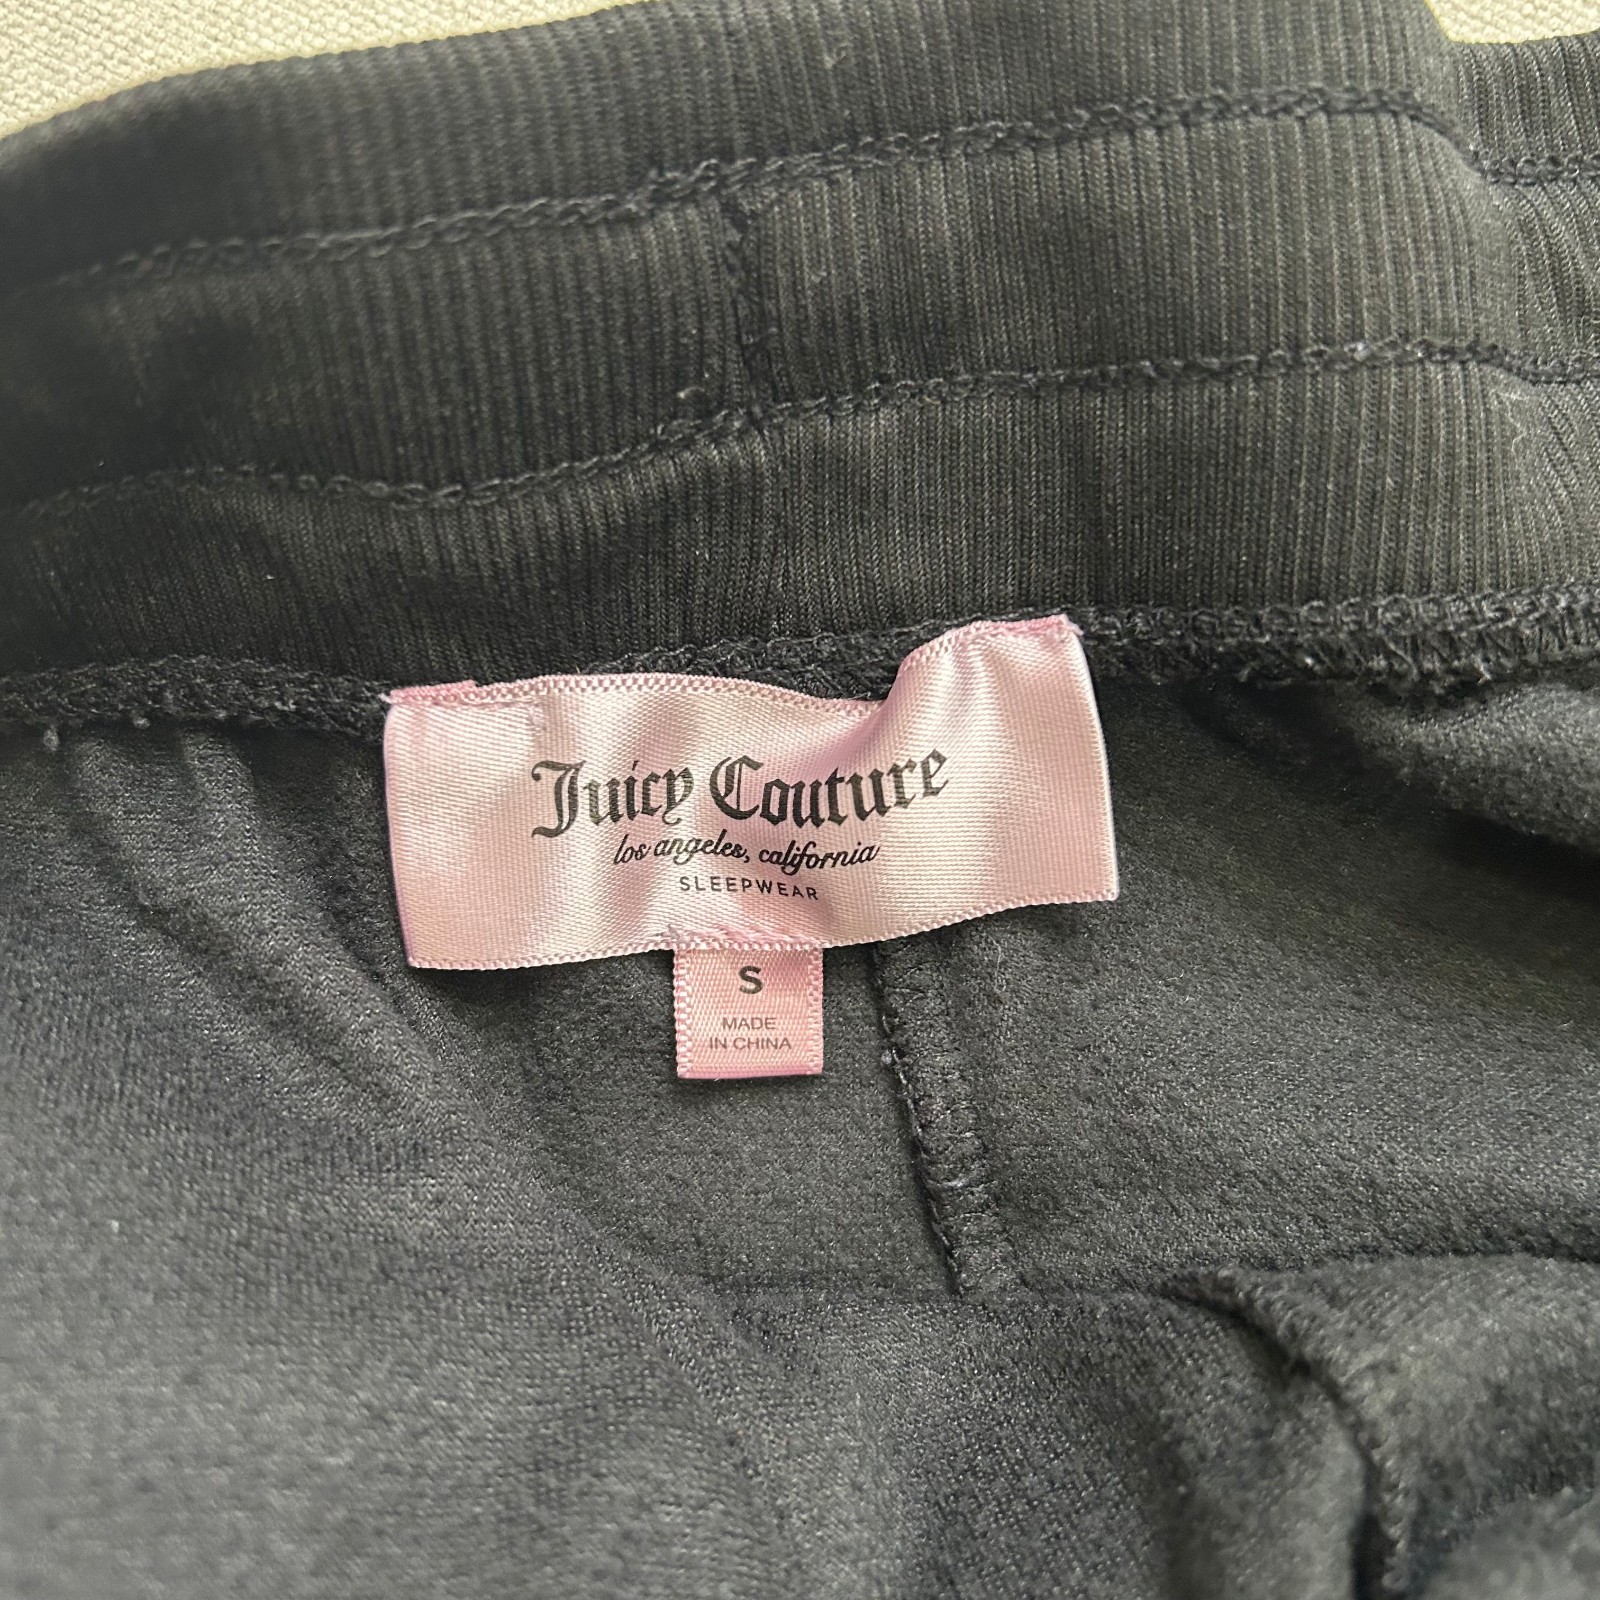 Juicy Couture
los angeles, california
SLEEPWEAR
S
MADE
IN CHINA